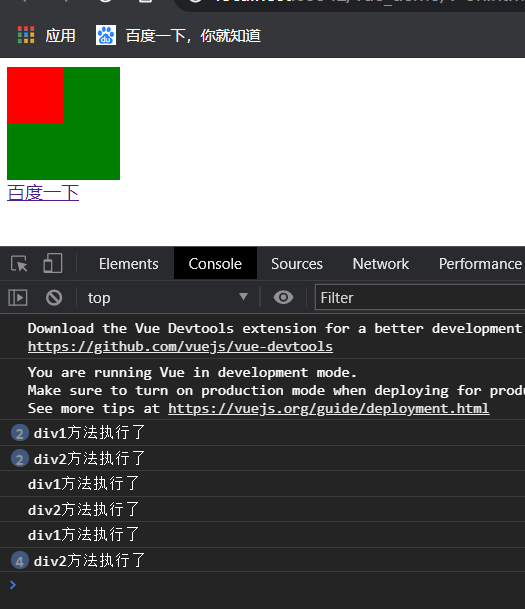 应用
百度一下，你就知道
百度一下
Elements Console Sources Network Performance
top Filter
Download the Vue Devtools extension for a better development
https://github.com/vuejs/vue-devtools
You are running Vue in development mode.
Make sure to turn on production mode when deploying for
See more tips at https://vuejs.org/guide/deployment.html
2 div1方法执行了
2 div2方法执行了
div1方法执行了
div2方法执行了
div1方法执行了
4 div2方法执行了